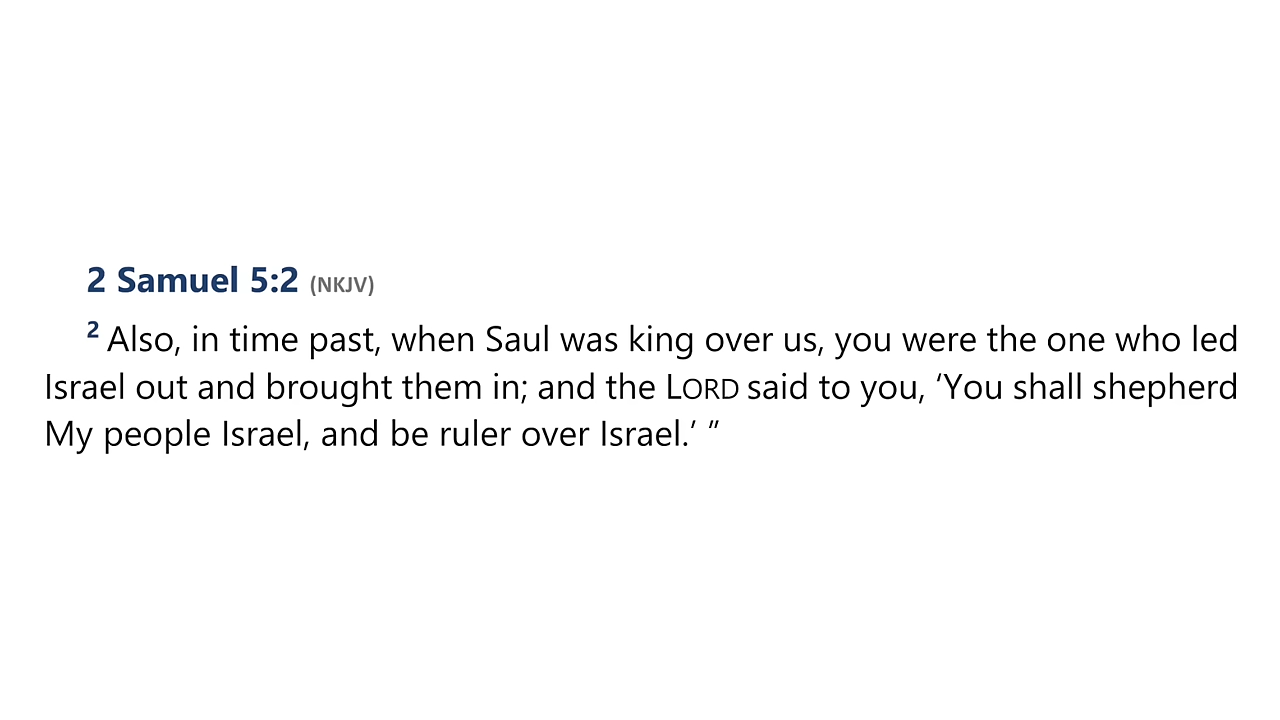 2 Samuel 5:2 (NKJV)
2 Also, in time past, when Saul was king over us, you were the one who led
Israel out and brought them in; and the LORD said to you, ‘You shall shepherd
My people Israel, and be ruler over Israel.’ ”